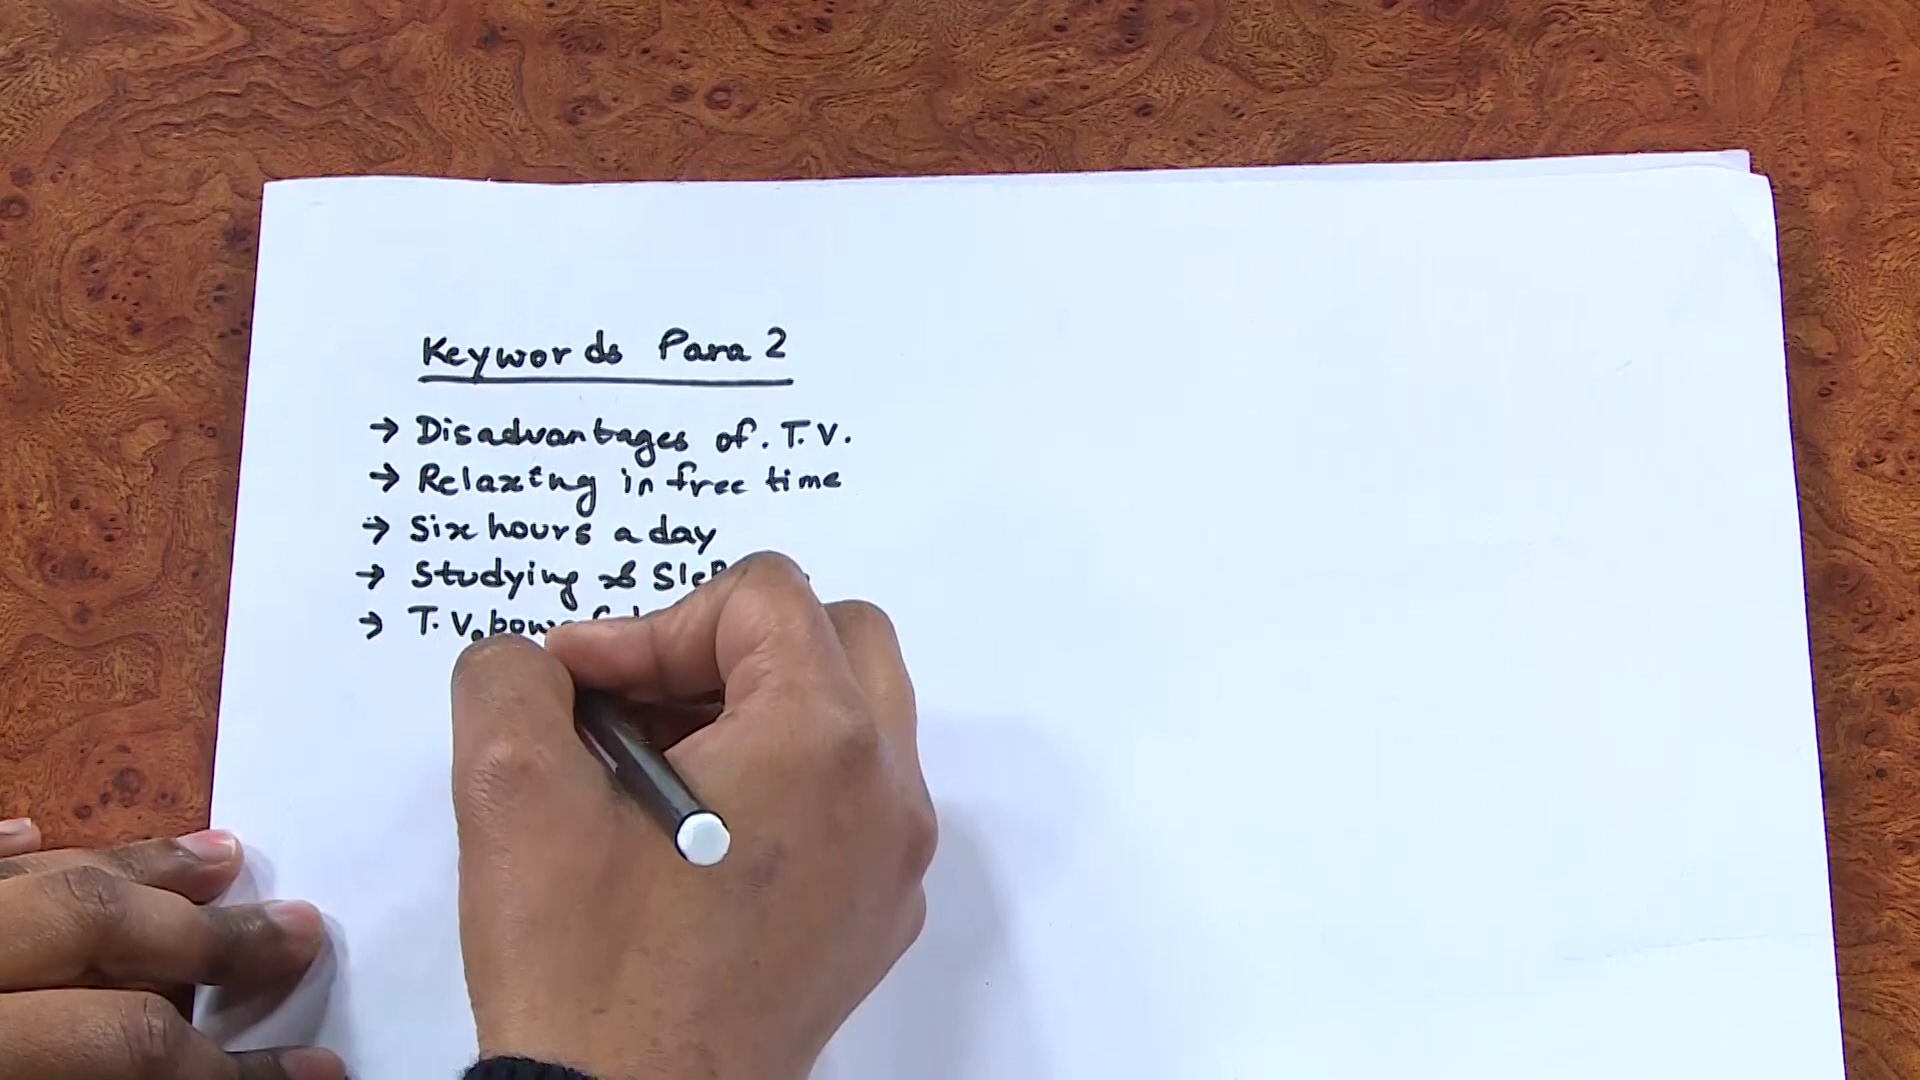 Keywords Para 2
→ Disadvantages of. T.V.
→ Relaxing in free time
→ Six hours a day
→ Studying &
→ T.V.